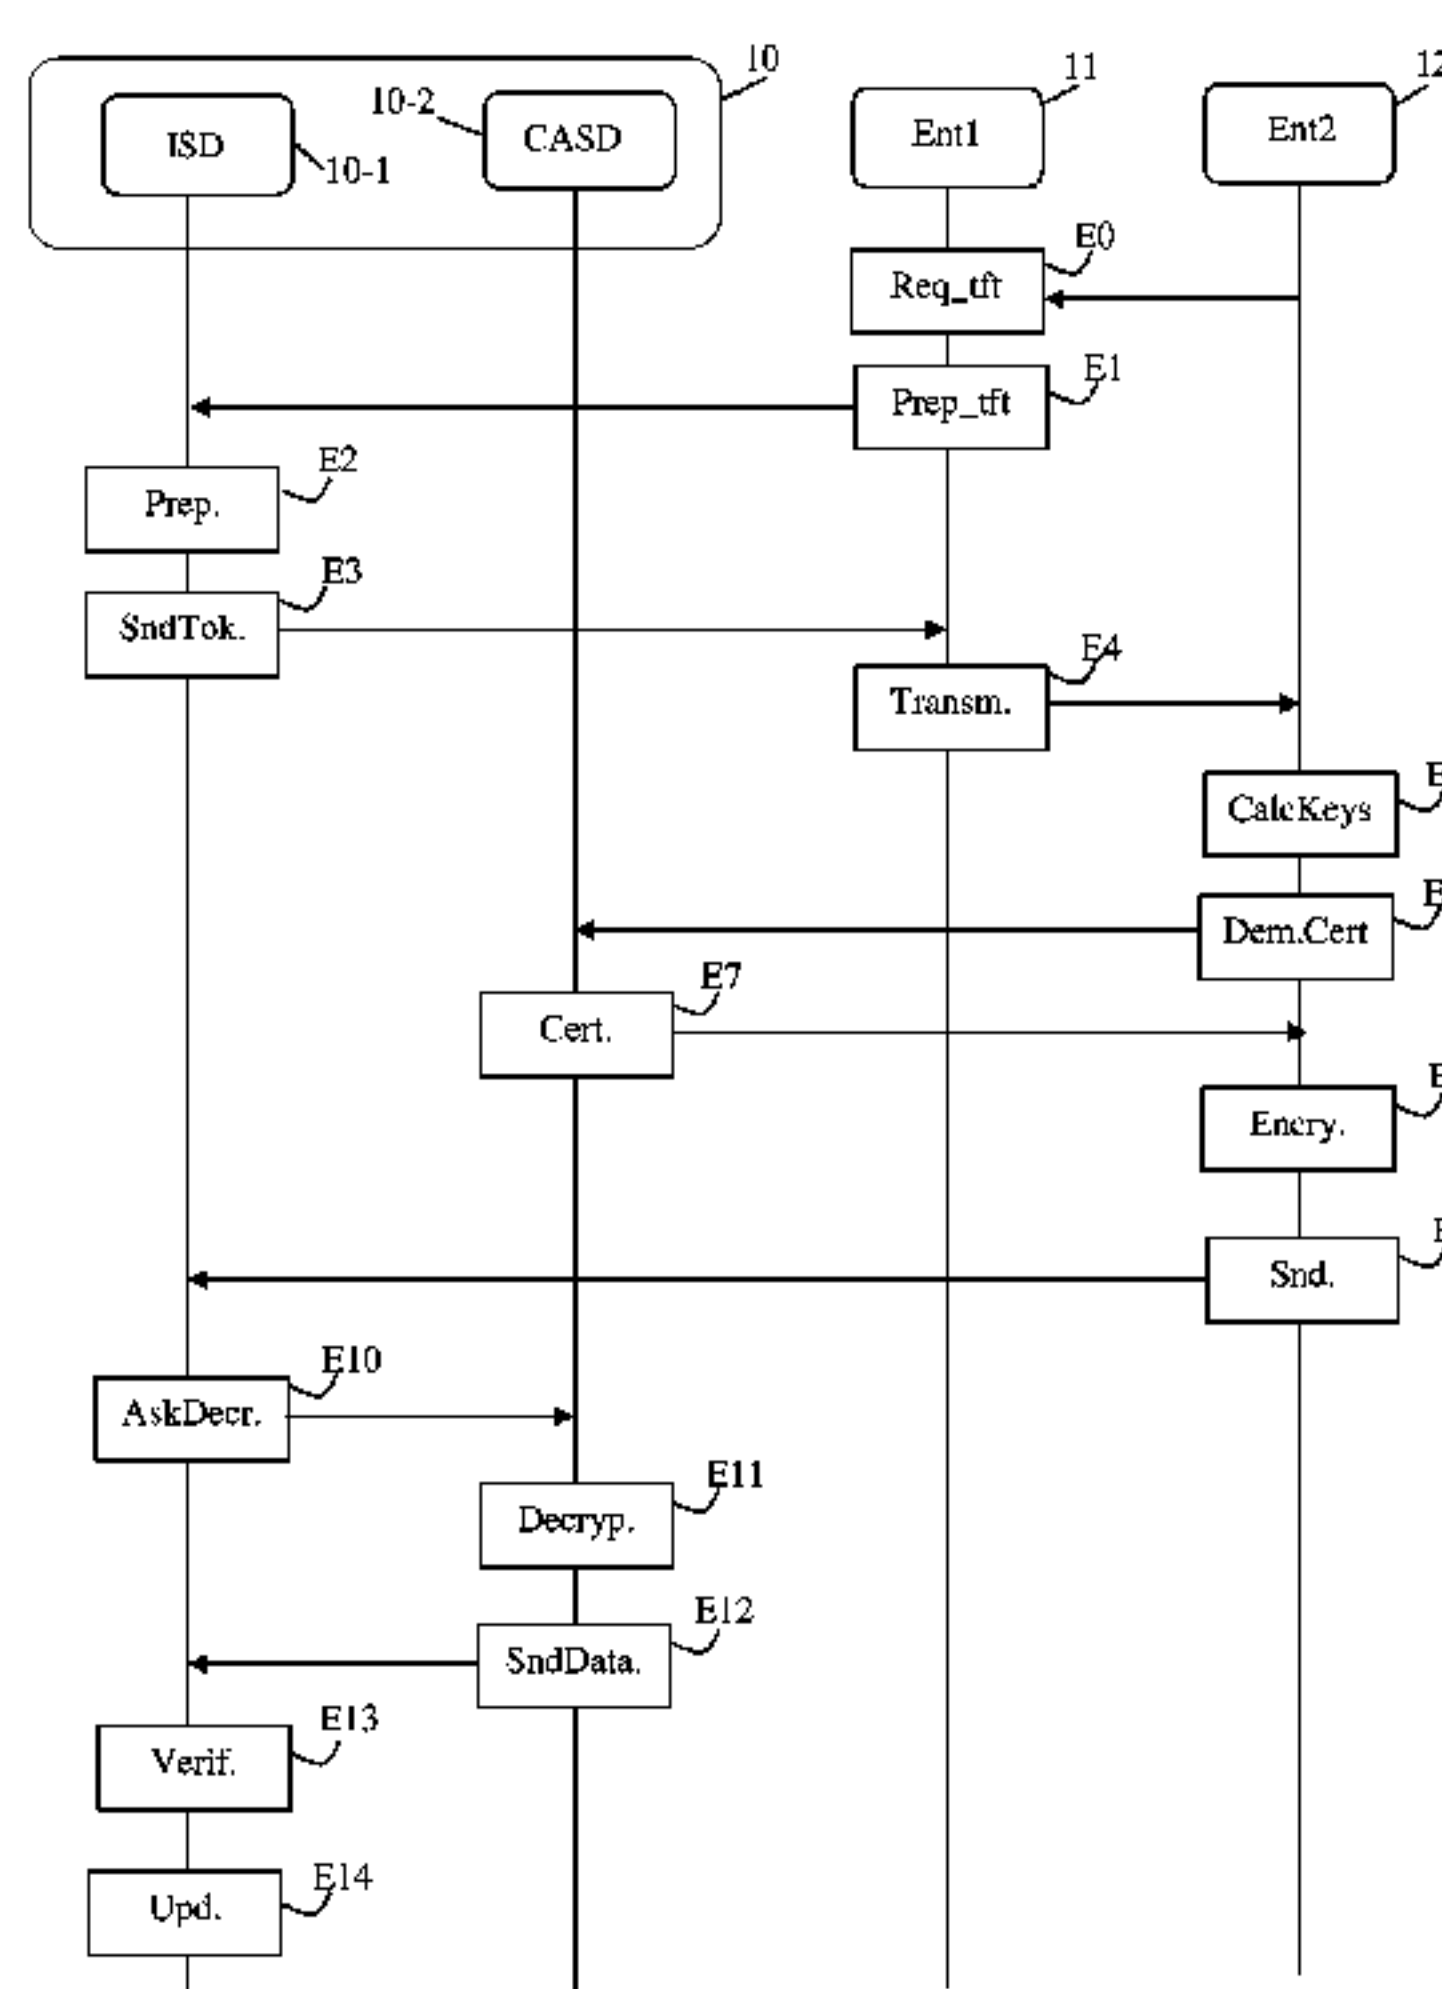 10
11
12
10-2
ISD
CASD
Ent1
Ent2
10-1
E0
Req_tft
E1
Prep_tft
E2
Prep.
E3
SndTok.
E4
Transm.
E
CalcKeys
E
Dem.Cert
E7
Cert.
E
Encry.
E
Snd.
E10
AskDecr.
E11
Decryp.
E12
SndData.
E13
Verif.
E14
Upd.